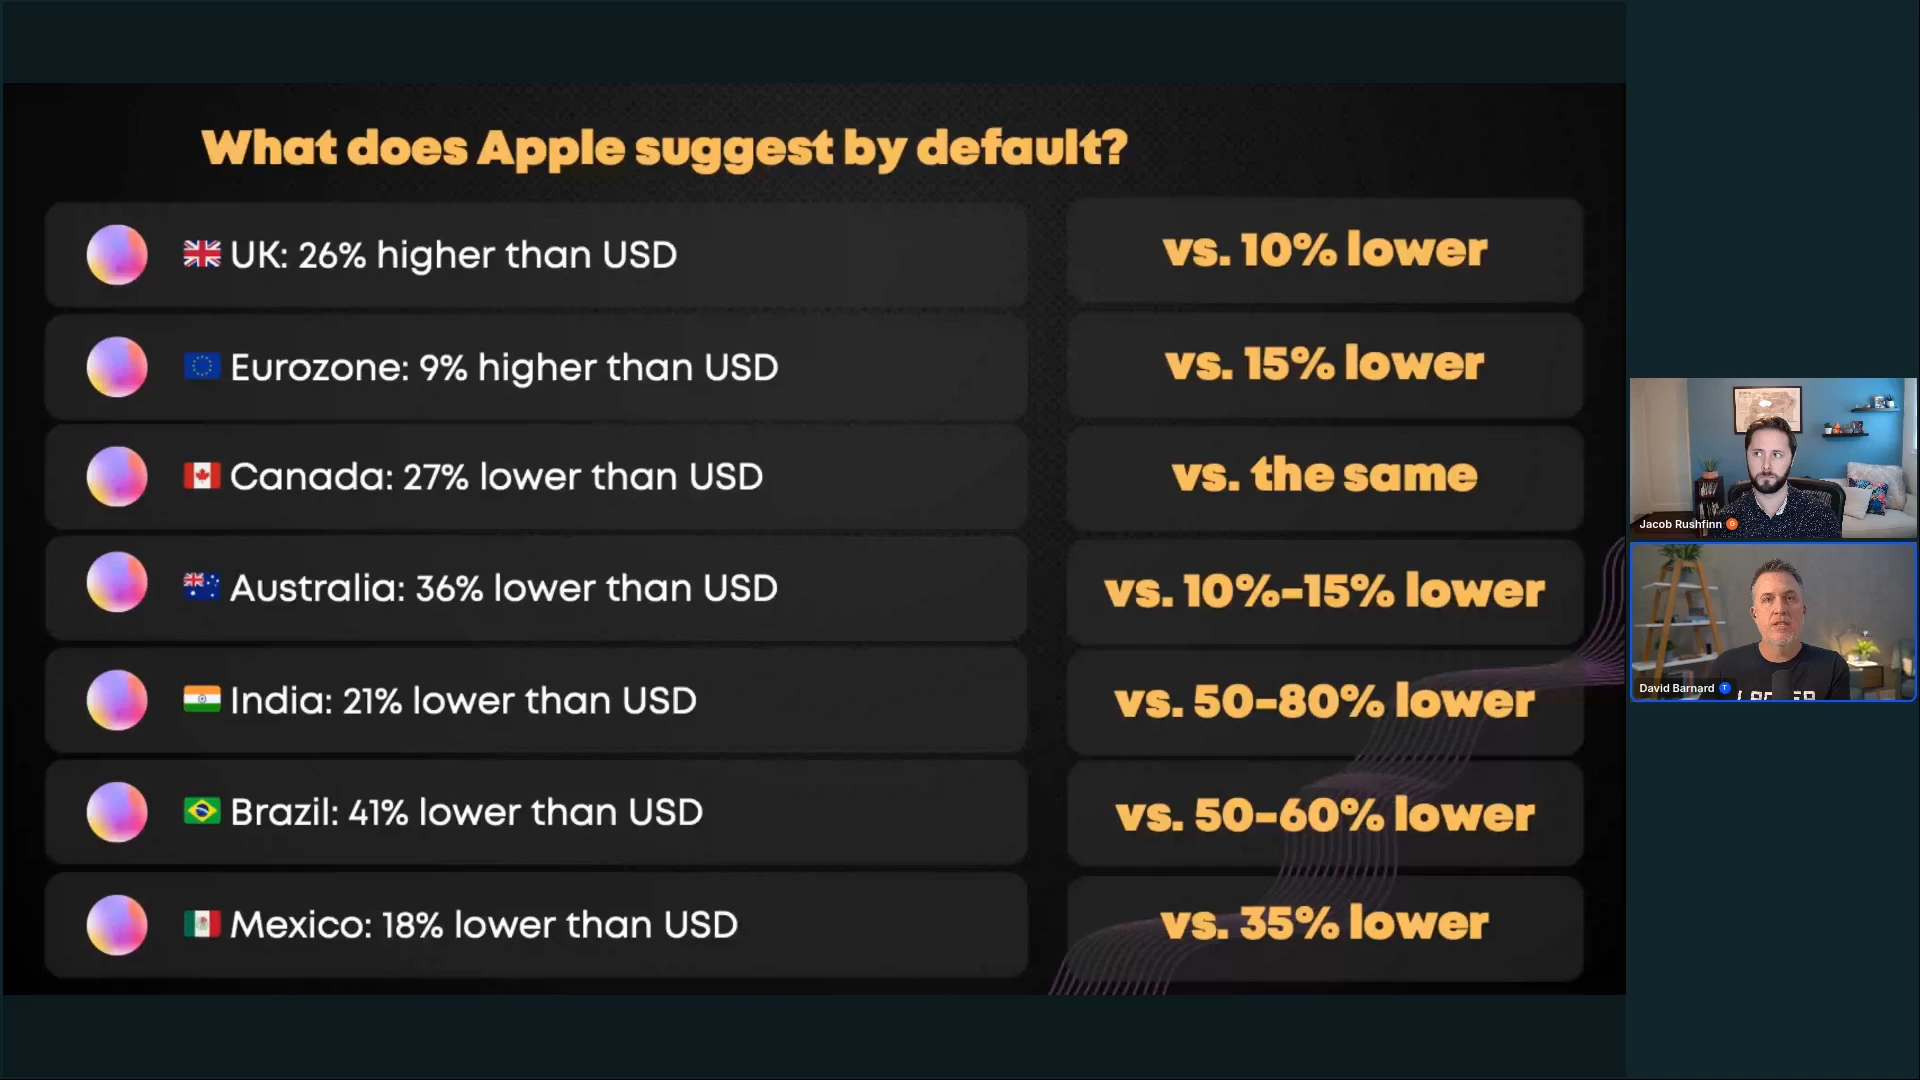 What does Apple suggest by default?
UK: 26% higher than USD
vs. 10% lower
Eurozone: 9% higher than USD
vs. 15% lower
Canada: 27% lower than USD
vs. the same
Australia: 36% lower than USD
vs. 10%-15% lower
India: 21% lower than USD
vs. 50-80% lower
Brazil: 41% lower than USD
vs. 50-60% lower
Mexico: 18% lower than USD
vs. 35% lower
Jacob Rushfinn
David Barnard